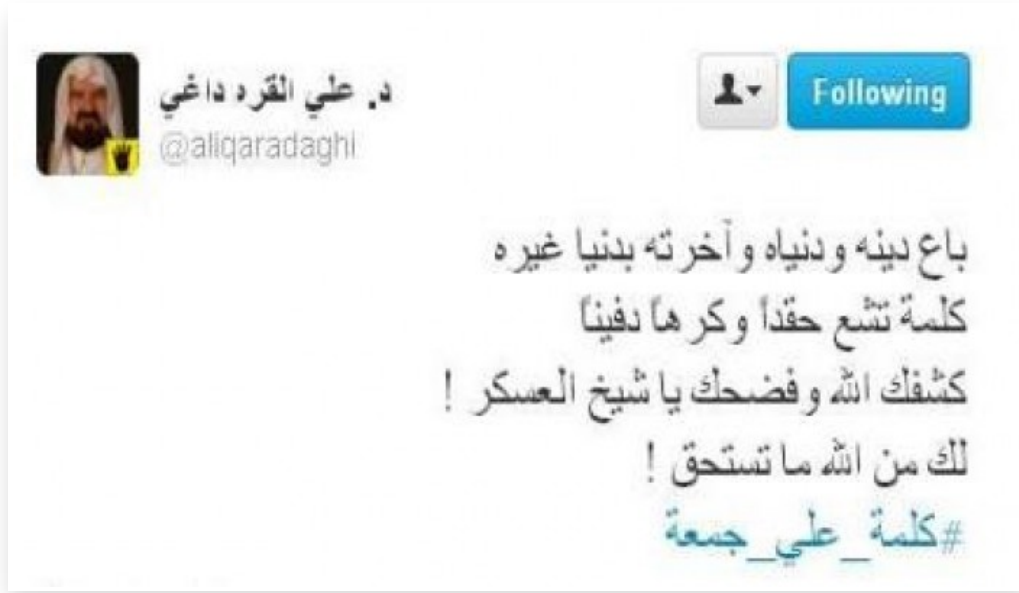 د. علي القره داغي
@aliqaradaghi
Following
باع دينه ودنياه وآخرته بدنيا غيره
كلمة تشع حقداً وكرهاً دفيناً
كشفك الله وفضحك يا شيخ العسكر !
لك من الله ما تستحق !
#كلمة_علي_جمعة